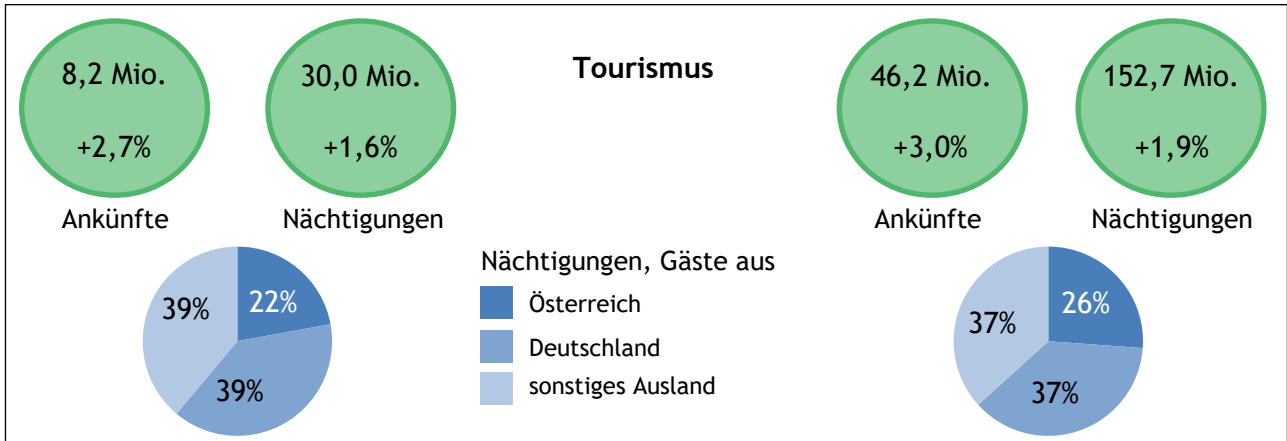 Tourismus
8,2 Mio.
+2,7%
Ankünfte
30,0 Mio.
+1,6%
Nächtigungen
46,2 Mio.
+3,0%
Ankünfte
152,7 Mio.
+1,9%
Nächtigungen
22%
39%
39%
Nächtigungen, Gäste aus
Österreich
Deutschland
sonstiges Ausland
26%
37%
37%